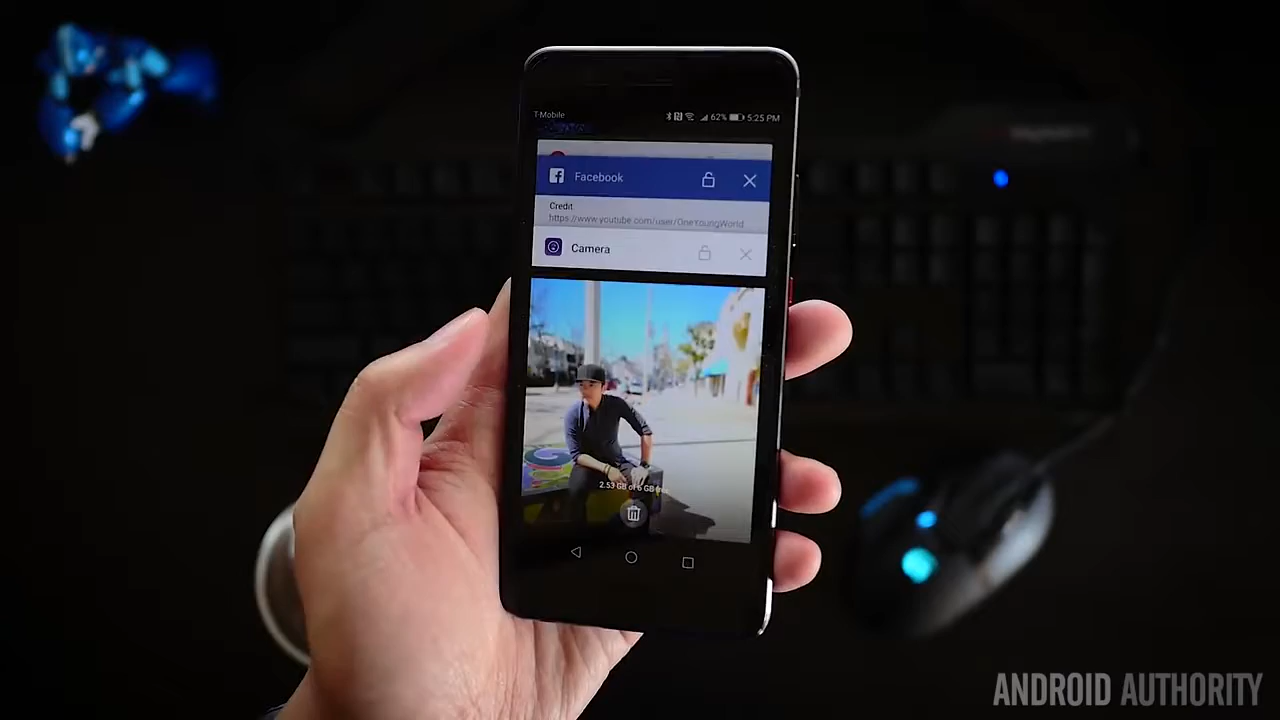 T-Mobile
62% 5:25 PM
Facebook
Credit
https://www.youtube.com/user/OneYoungWorld
Camera
2.53 GB of 6 GB free
ANDROID AUTHORITY